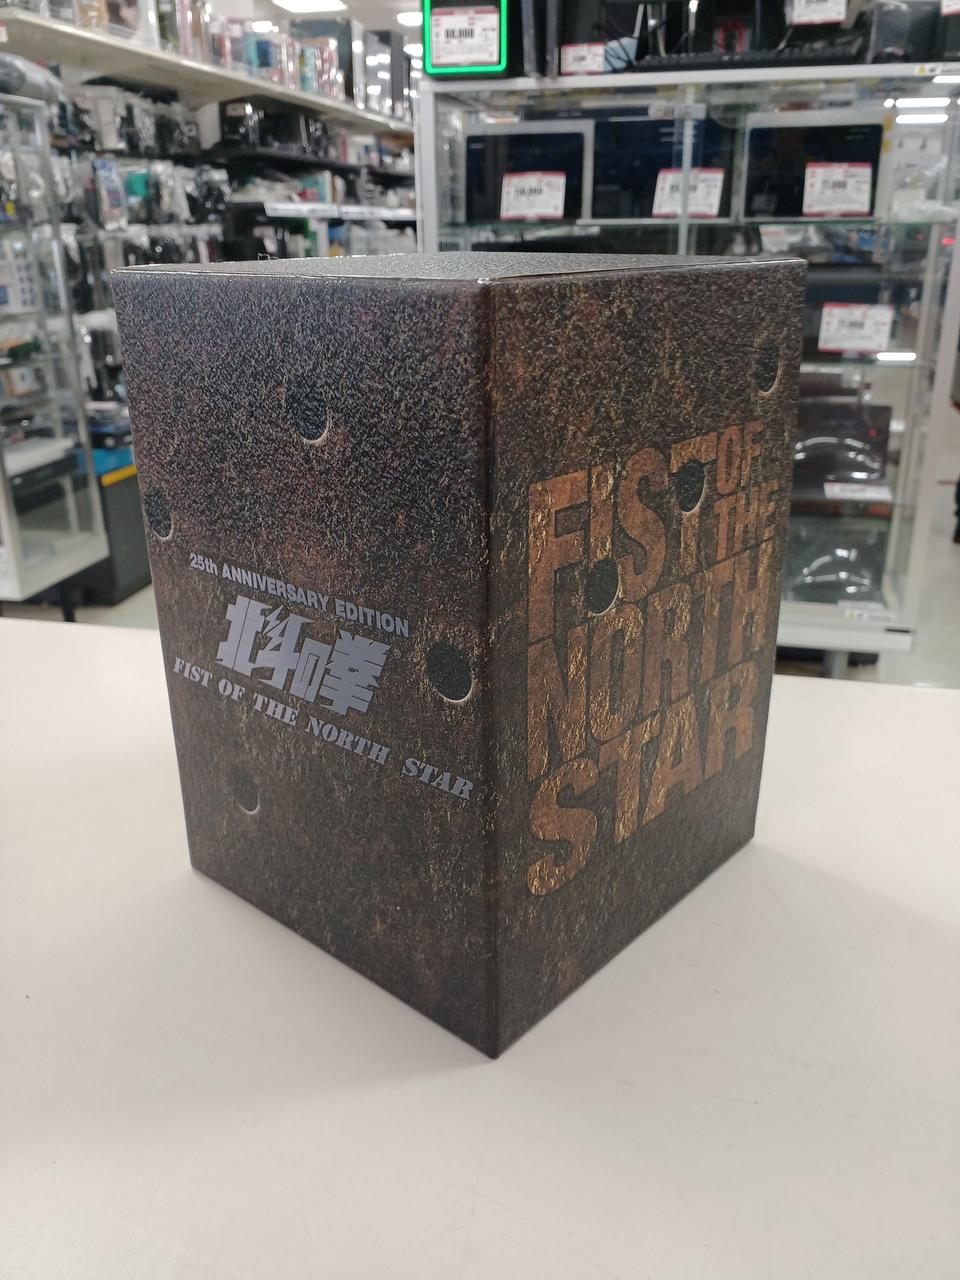 25th ANNIVERSARY EDITION
北斗の拳®
FIST OF THE NORTH STAR
FIST OF
THE
NORTH
STAR